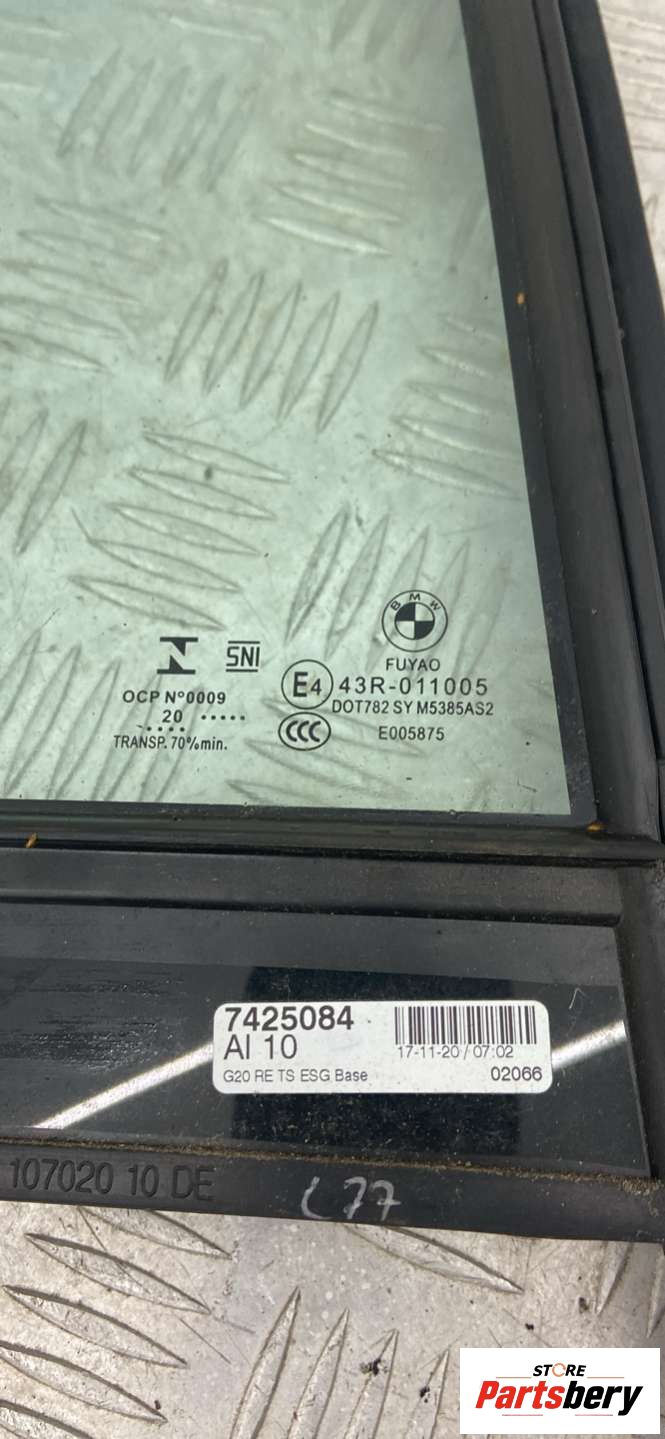 BMW
FUYAO
SNI
E4 43R-011005
OCP Nº0009
DOT782 SY M5385AS2
20 .....
.....
CCC E005875
TRANSP. 70%min.
7425084
AI 10
17-11-20 / 07:02
G20 RE TS ESG Base 02066
107020 10 DE
L77
STORE
Partsbery